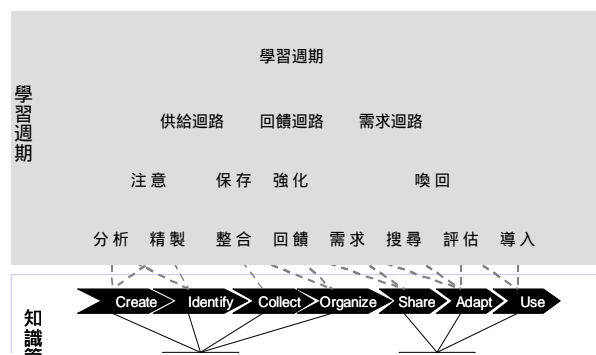 學習週期
學習週期
供給迴路 回饋迴路 需求迴路
注意 保存 強化 喚回
分析 精製 整合 回饋 需求 搜尋 評估 導入
Create Identify Collect Organize Share Adapt Use
知識